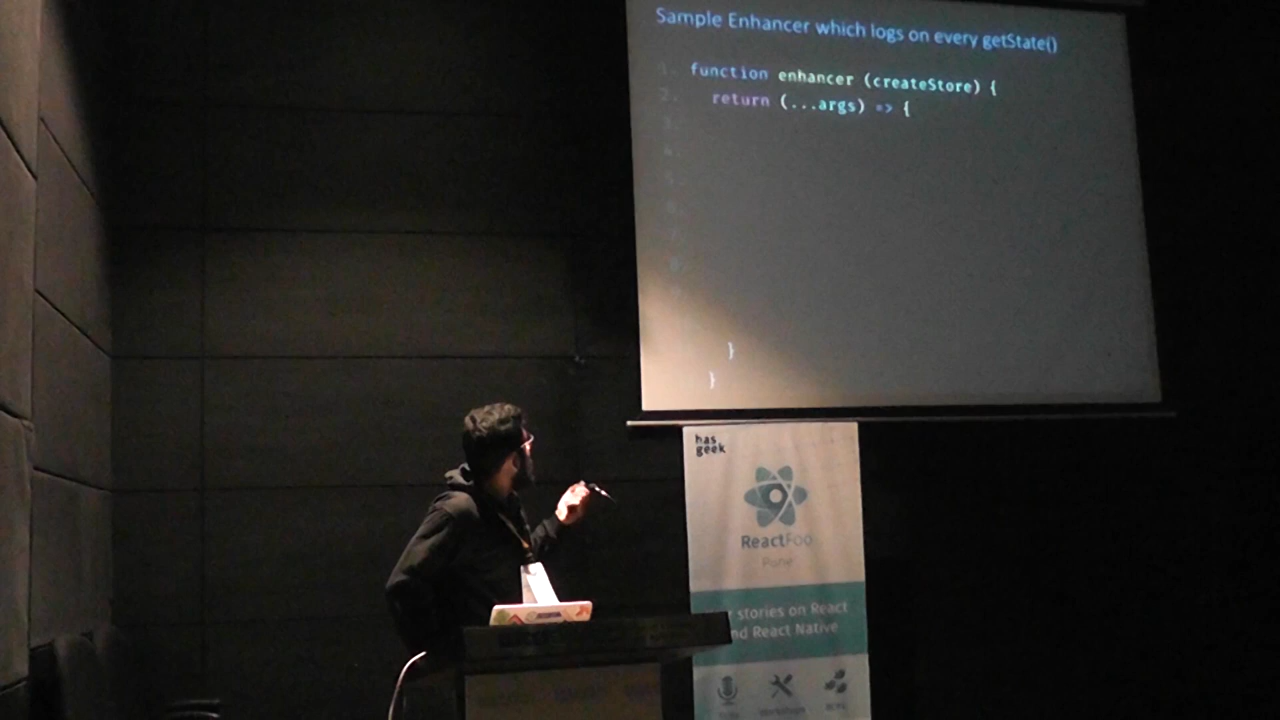 Sample Enhancer which logs on every getState()
1. function enhancer (createStore) {
2. return (...args) => {
}
}
has
geek
ReactFoo
Pune
stories on React
and React Native